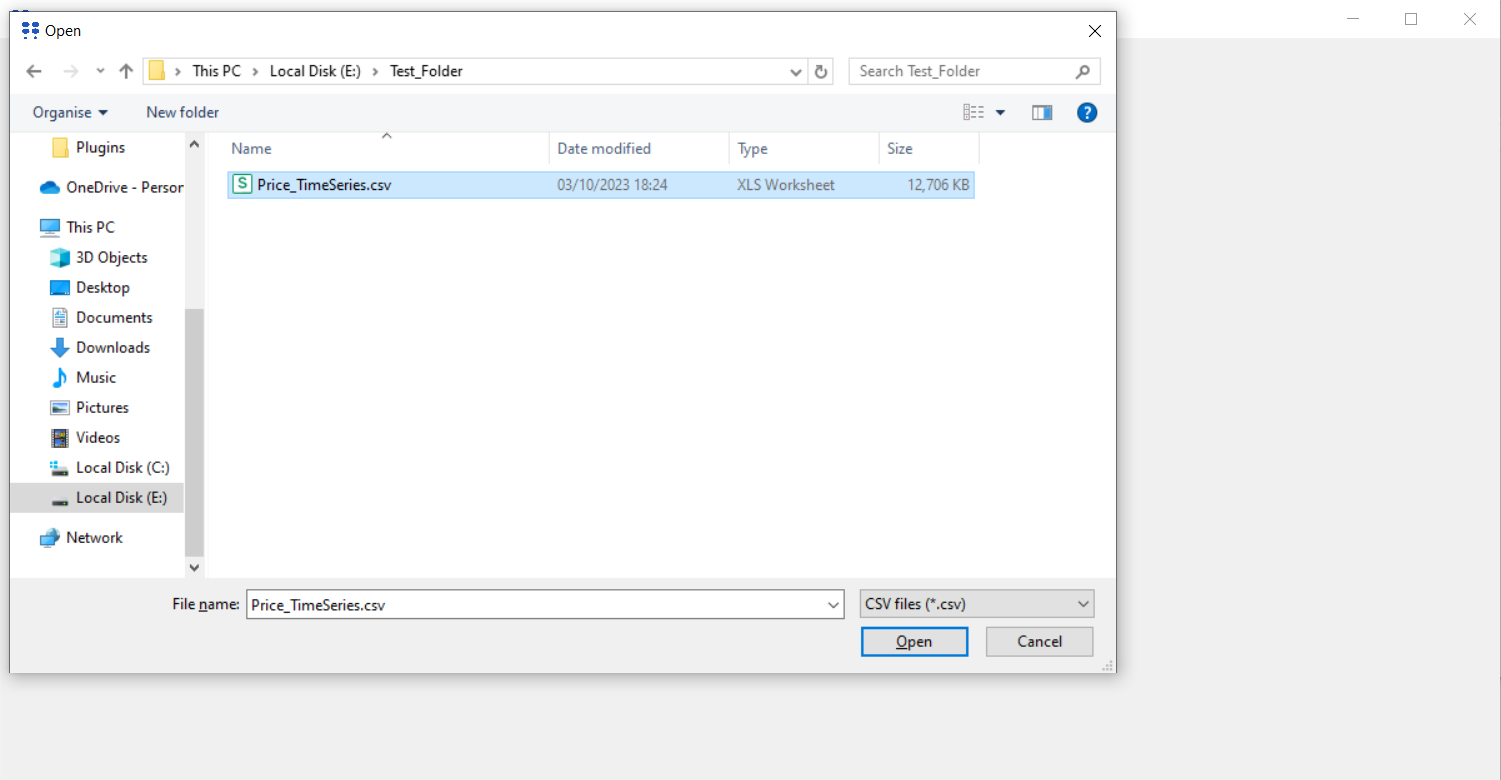 Open
This PC
Local Disk (E:)
Test_Folder
Search Test_Folder
Organise
New folder
?
Plugins
OneDrive - Person
This PC
3D Objects
Desktop
Documents
Downloads
Music
Pictures
Videos
Local Disk (C:)
Local Disk (E:)
Network
Name
Date modified
Type
Size
S
Price_TimeSeries.csv
03/10/2023 18:24
XLS Worksheet
12,706 KB
File name:
Price_TimeSeries.csv
CSV files (*.csv)
Open
Cancel